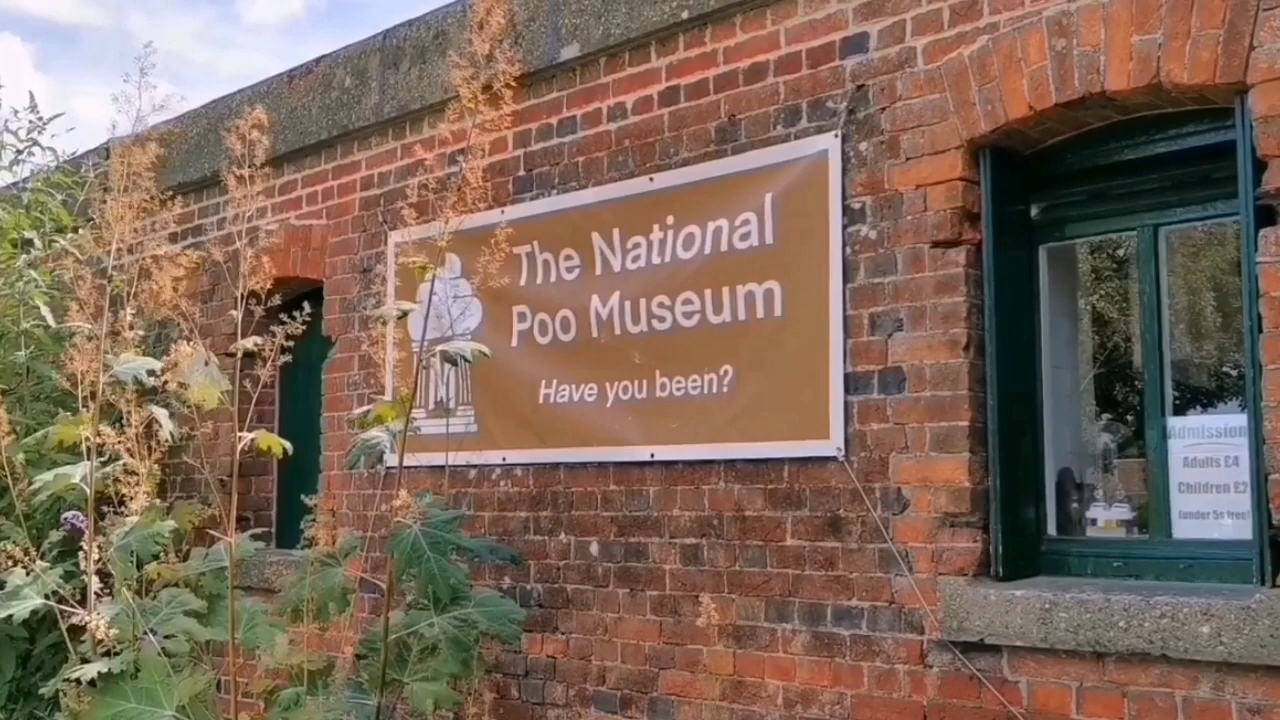 The National
Poo Museum
Have you been?
Admission
Adults £4
Children £2
(under 5s free)